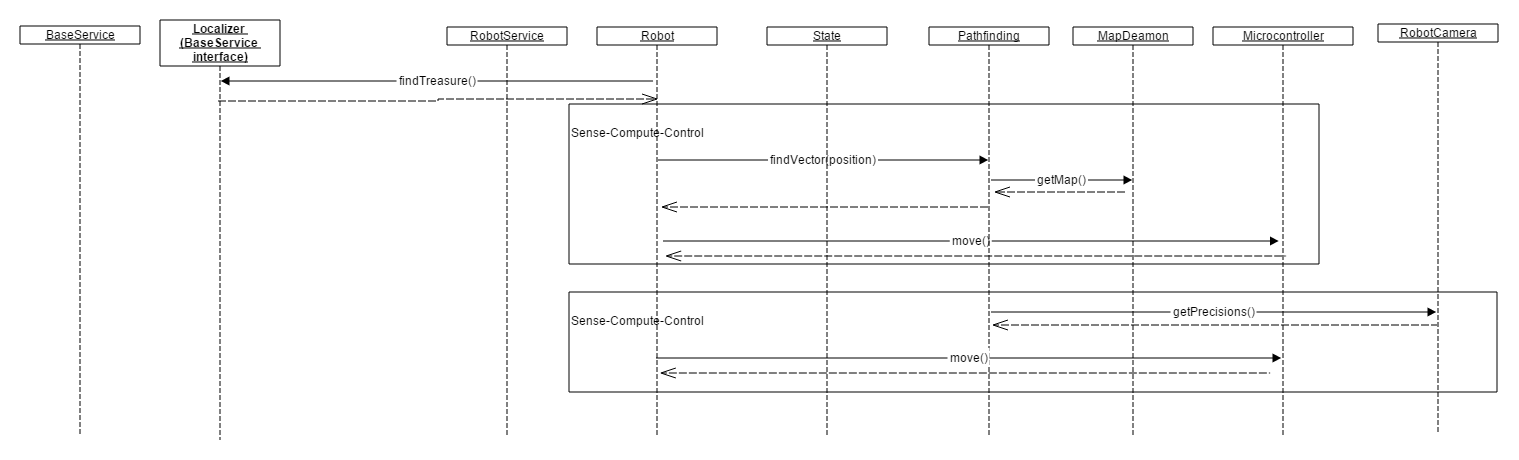 BaseService
Localizer
(BaseService
interface)
RobotService
Robot
State
Pathfinding
MapDeamon
Microcontroller
RobotCamera
findTreasure()
Sense-Compute-Control
findVector(position)
getMap()
move()
Sense-Compute-Control
getPrecisions()
move()